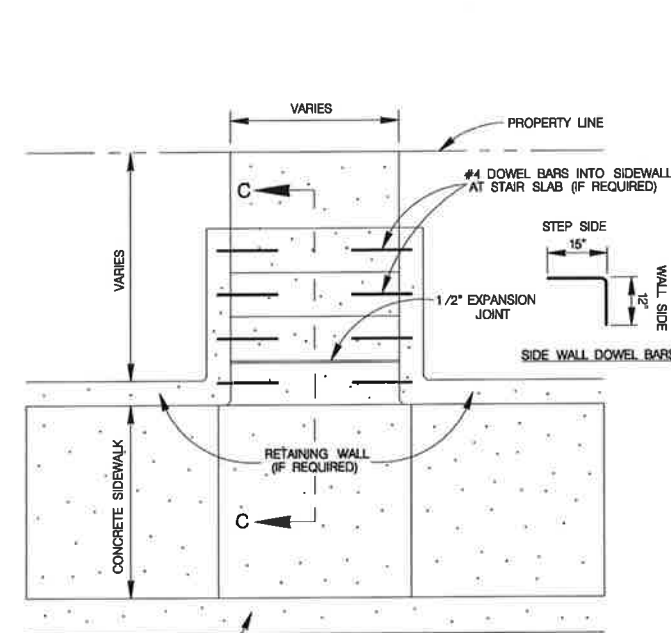 VARIES
PROPERTY LINE
#4 DOWEL BARS INTO SIDEWALL
AT STAIR SLAB (IF REQUIRED)
C
STEP SIDE
15"
VARIES
12"
WALL SIDE
1/2" EXPANSION
JOINT
SIDE WALL DOWEL BARS
CONCRETE SIDEWALK
RETAINING WALL
(IF REQUIRED)
C